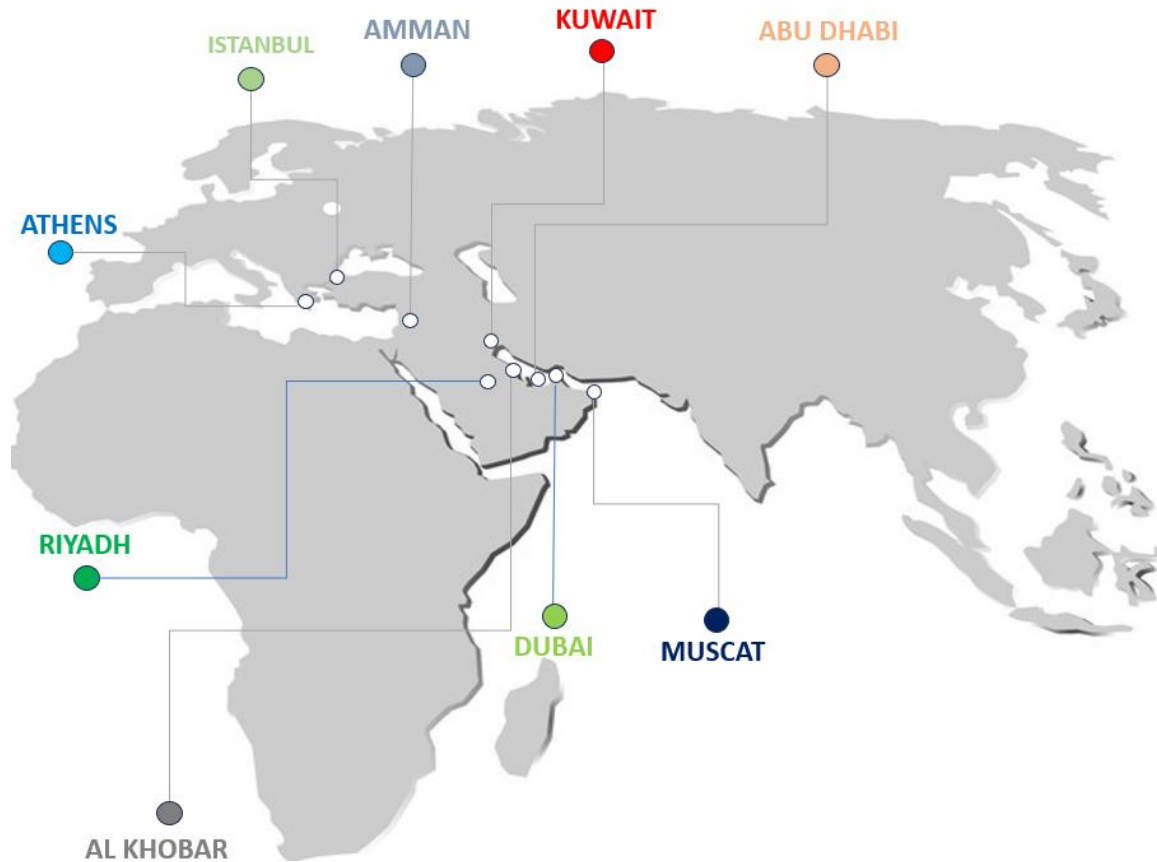 KUWAIT
AMMAN
ABU DHABI
ISTANBUL
ATHENS
RIYADH
DUBAI
MUSCAT
AL KHOBAR